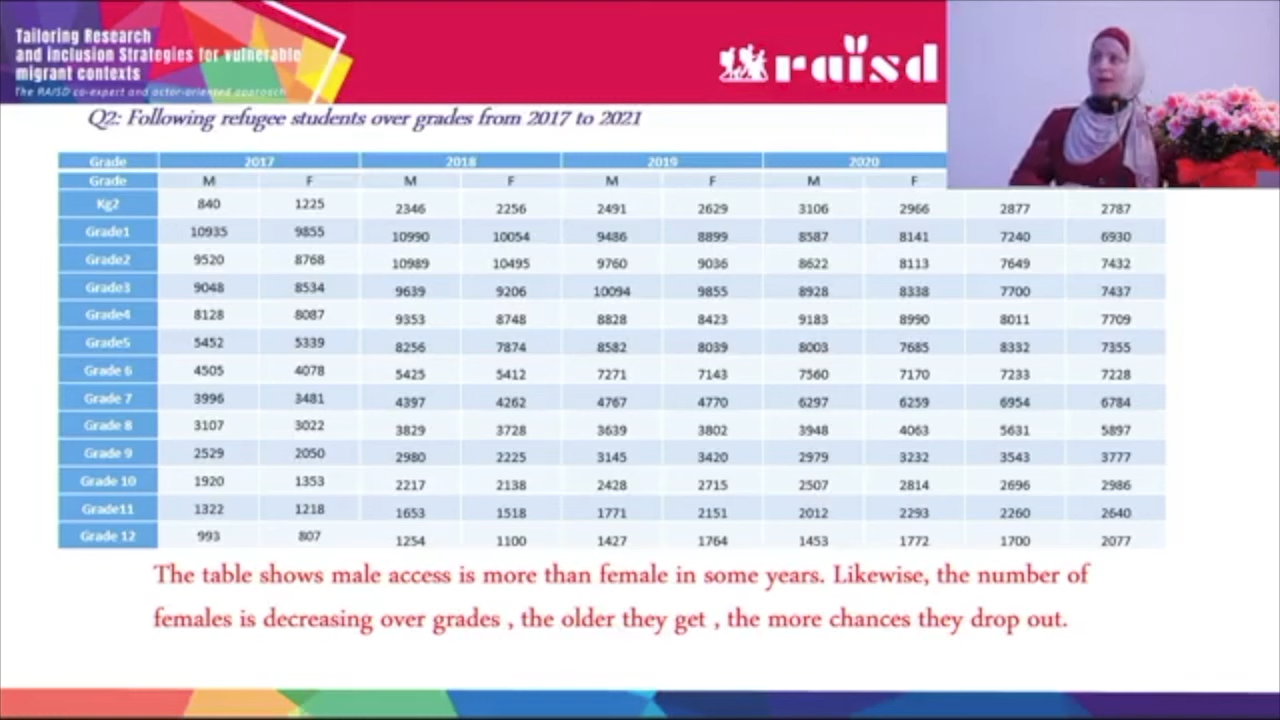 Tailoring Research
and Inclusion Strategies for vulnerable
migrant contexts
The RAISD co-expert and actor-oriented approach
raisd
Q2: Following refugee students over grades from 2017 to 2021
Grade 2017 2018 2019 2020
Grade M F M F M F M F
Kg2 840 1225 2346 2256 2491 2629 3106 2966 2877 2787
Grade1 10935 9855 10990 10054 9486 8899 8587 8141 7240 6930
Grade2 9520 8768 10989 10495 9760 9036 8622 8113 7649 7432
Grade3 9048 8534 9639 9206 10094 9855 8928 8338 7700 7437
Grade4 8128 8087 9353 8748 8828 8423 9183 8990 8011 7709
Grade5 5452 5339 8256 7874 8582 8039 8003 7685 8332 7355
Grade 6 4505 4078 5425 5412 7271 7143 7560 7170 7233 7228
Grade 7 3996 3481 4397 4262 4767 4770 6297 6259 6954 6784
Grade 8 3107 3022 3829 3728 3639 3802 3948 4063 5631 5897
Grade 9 2529 2050 2980 2225 3145 3420 2979 3232 3543 3777
Grade 10 1920 1353 2217 2138 2428 2715 2507 2814 2696 2986
Grade11 1322 1218 1653 1518 1771 2151 2012 2293 2260 2640
Grade 12 993 807 1254 1100 1427 1764 1453 1772 1700 2077
The table shows male access is more than female in some years. Likewise, the number of
females is decreasing over grades , the older they get , the more chances they drop out.